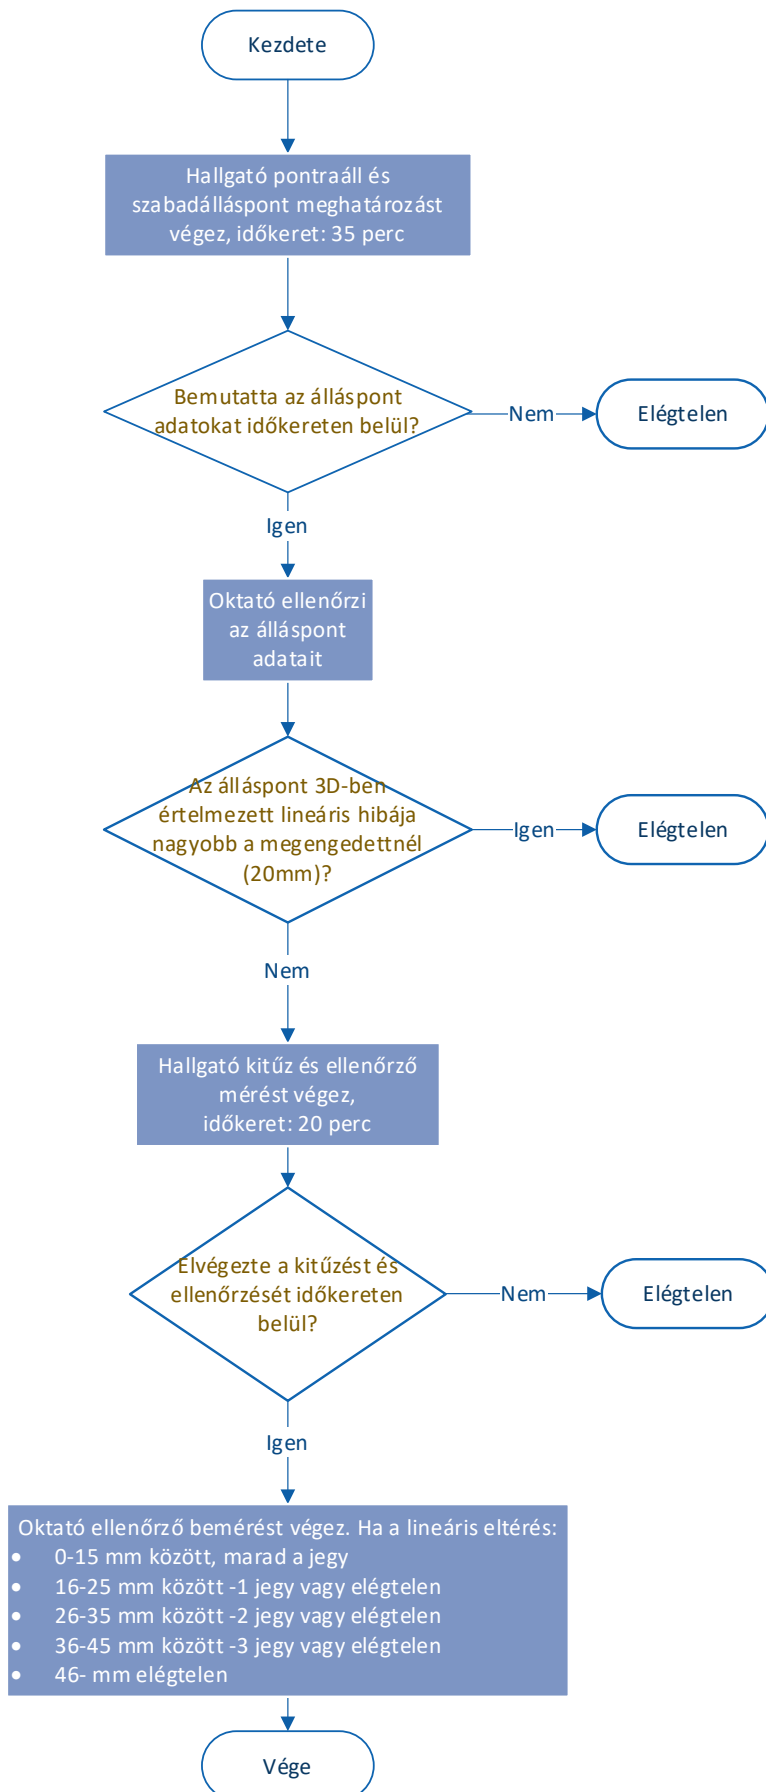 Kezdete
Hallgató pontraáll és
szabadálláspont meghatározást
végez, időkeret: 35 perc
Bemutatta az álláspont
adatokat időkereten belül?
Nem
Elégtelen
Igen
Oktató ellenőrzi
az álláspont
adatait
Az álláspont 3D-ben
értelmezett lineáris hibája
nagyobb a megengedettnél
(20mm)?
Igen
Elégtelen
Nem
Hallgató kitűz és ellenőrző
mérést végez,
időkeret: 20 perc
Elvégezte a kitűzést és
ellenőrzését időkereten
belül?
Nem
Elégtelen
Igen
Oktató ellenőrző bemérést végez. Ha a lineáris eltérés:
• 0-15 mm között, marad a jegy
• 16-25 mm között -1 jegy vagy elégtelen
• 26-35 mm között -2 jegy vagy elégtelen
• 36-45 mm között -3 jegy vagy elégtelen
• 46- mm elégtelen
Vége